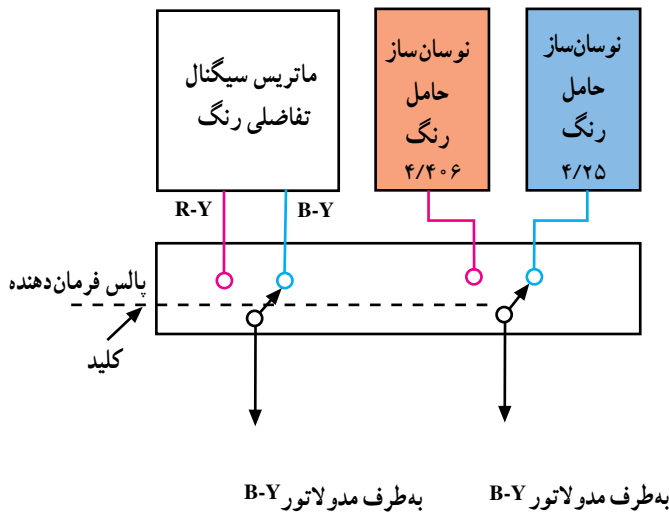 ماتریس سیگنال
تفاضلی رنگ
نوسان‌ساز
حامل
رنگ
۴/۴۰۶
نوسان‌ساز
حامل
رنگ
۴/۲۵
R-Y
B-Y
پالس فرمان‌دهنده
کلید
به‌طرف مدولاتور B-Y
به‌طرف مدولاتور B-Y